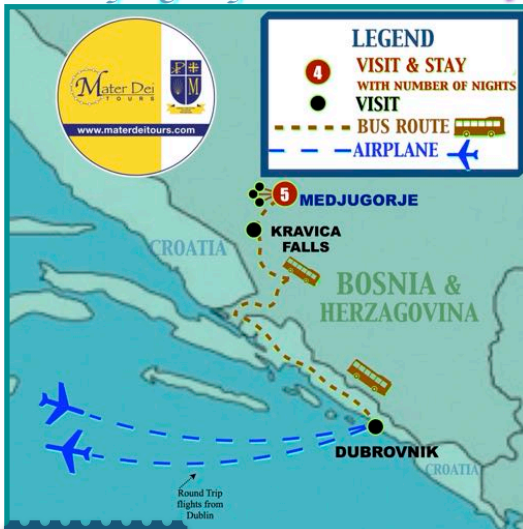 Mater Dei
TOURS
www.materdeitours.com
LEGEND
4
VISIT & STAY
WITH NUMBER OF NIGHTS
VISIT
BUS ROUTE
AIRPLANE
5
MEDJUGORJE
KRAVICA
FALLS
CROATIA
BOSNIA &
HERZAGOVINA
DUBROVNIK
CROATIA
Round Trip
flights from
Dublin